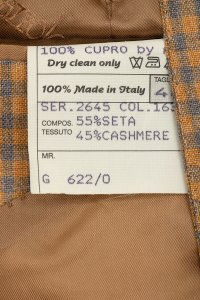 100% CUPRO by
Dry clean only
100% Made in Italy
TAGL
4
SER.2645 COL.163
COMPOS. 55%SETA
TESSUTO 45%CASHMERE
MR.
G 622/0